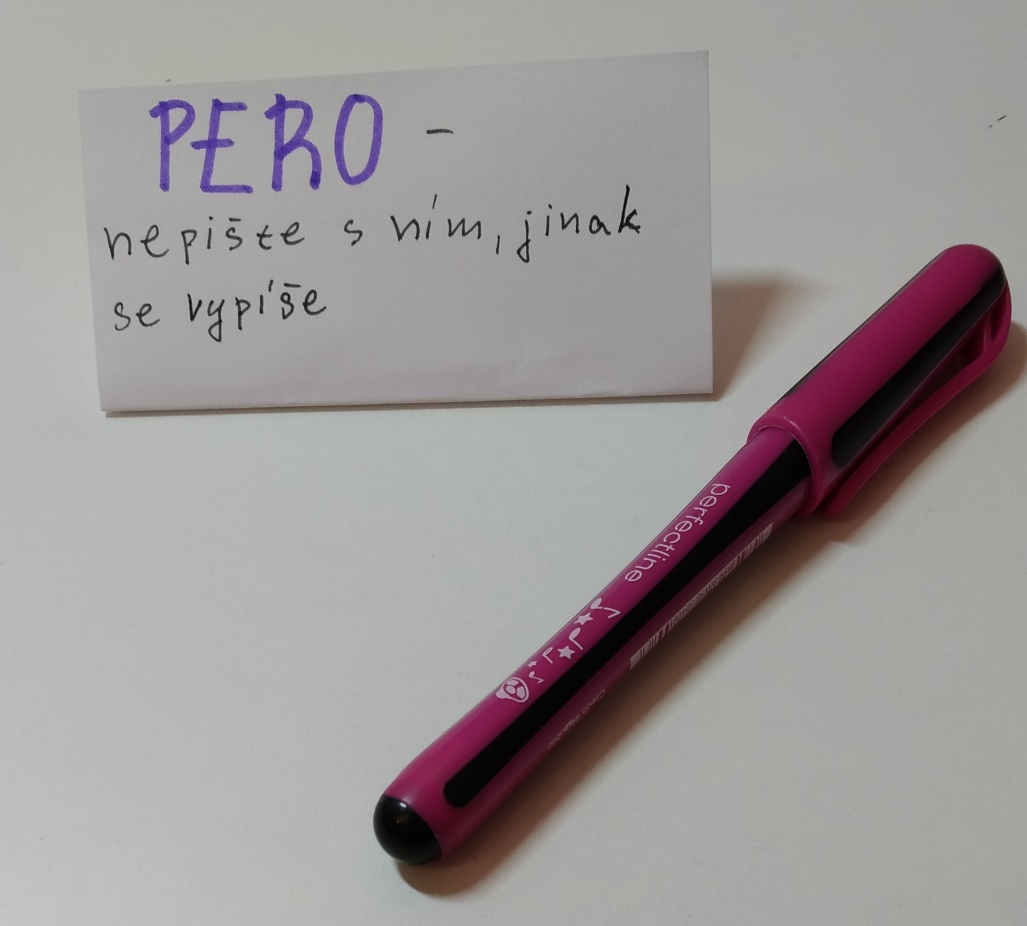 PERO -
nepište s ním, jinak
se vypíše
perfectline